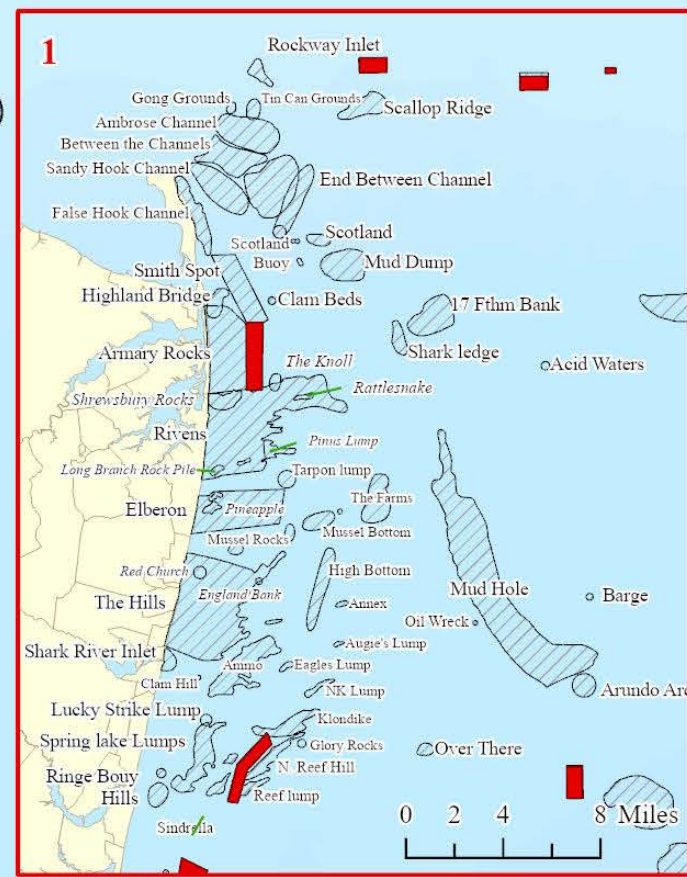 1
Rockway Inlet
Gong Grounds
Tin Can Grounds
Scallop Ridge
Ambrose Channel
Between the Channels
Sandy Hook Channel
End Between Channel
False Hook Channel
Scotland
Scotland
Buoy
Mud Dump
Smith Spot
Highland Bridge
Clam Beds
17 Fthm Bank
Armary Rocks
The Knoll
Shark ledge
Acid Waters
Shrewsbury Rocks
Rattlesnake
Rivens
Pinus Lump
Long Branch Rock Pile
Tarpon lump
Elberon
Pineapple
The Farms
Mussel Rocks
Mussel Bottom
Red Church
High Bottom
The Hills
England Bank
Annex
Mud Hole
Barge
Oil Wreck
Shark River Inlet
Ammo
Augie's Lump
Clam Hill
Eagles Lump
Arundo Are
NK Lump
Lucky Strike Lump
Klondike
Spring lake Lumps
Glory Rocks
Over There
Ringe Bouy
Hills
N. Reef Hill
Reef lump
Sindrella
0 2 4 8 Miles